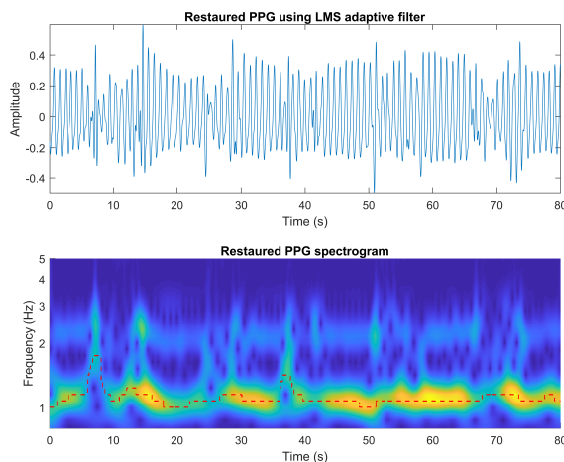 Restaured PPG using LMS adaptive filter
Amplitude
0.4
0.2
0
-0.2
-0.4
0 10 20 30 40 50 60 70 80
Time (s)
Restaured PPG spectrogram
Frequency (Hz)
5
4
3
2
1
0 10 20 30 40 50 60 70 80
Time (s)